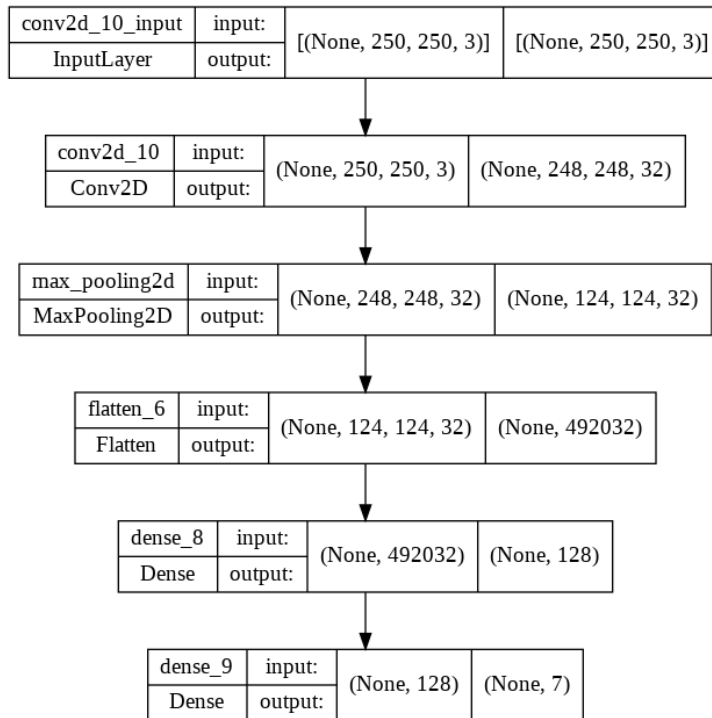 conv2d_10_input input: [(None, 250, 250, 3)] [(None, 250, 250, 3)]
InputLayer output:
conv2d_10 input: (None, 250, 250, 3) (None, 248, 248, 32)
Conv2D output:
max_pooling2d input: (None, 248, 248, 32) (None, 124, 124, 32)
MaxPooling2D output:
flatten_6 input: (None, 124, 124, 32) (None, 492032)
Flatten output:
dense_8 input: (None, 492032) (None, 128)
Dense output:
dense_9 input: (None, 128) (None, 7)
Dense output: